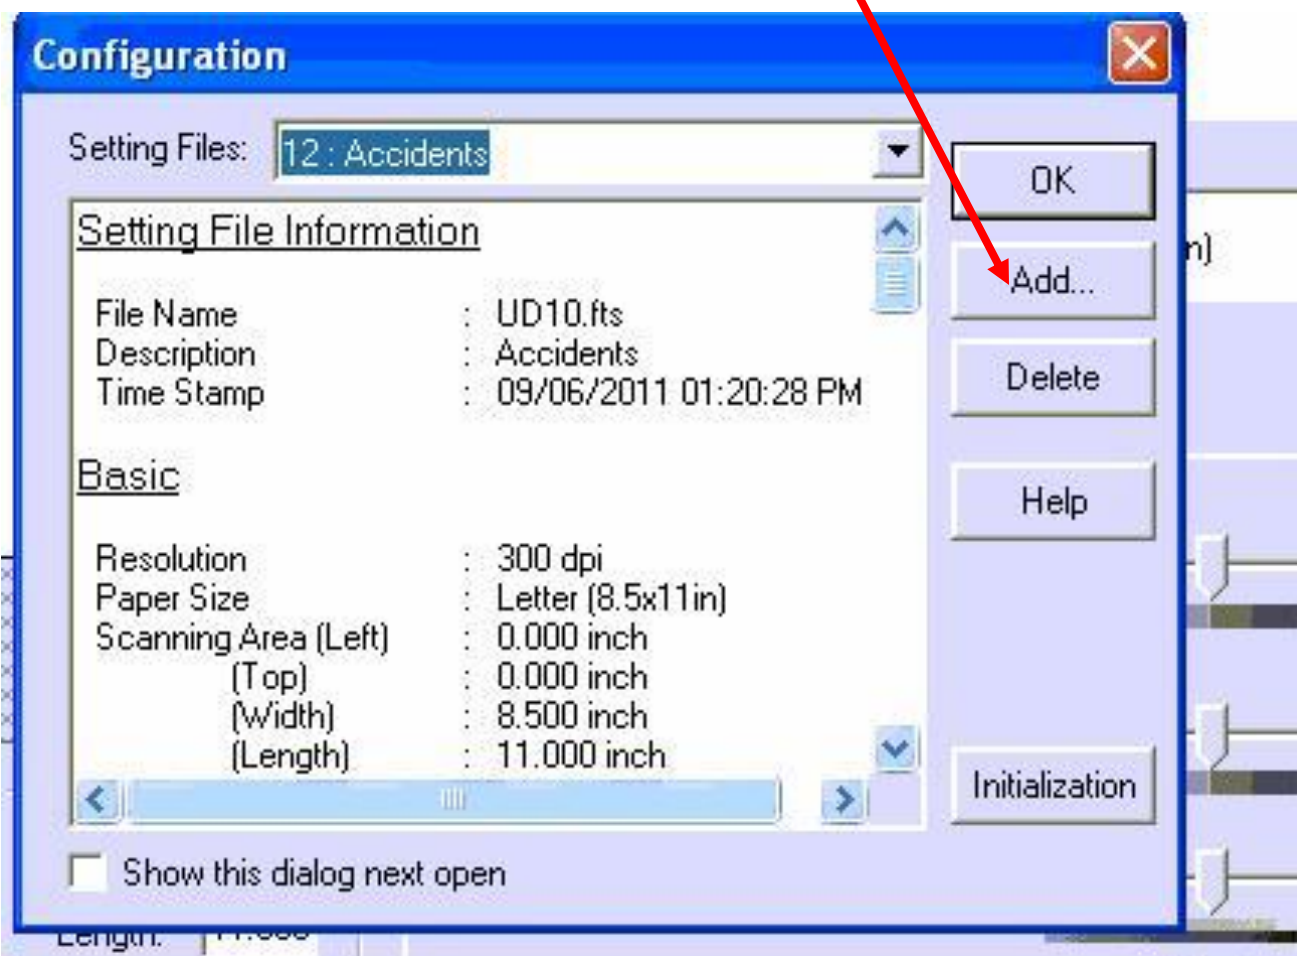 Configuration
Setting Files: 12 : Accidents
OK
Setting File Information
Add...
File Name : UD10.fts
Description : Accidents
Time Stamp : 09/06/2011 01:20:28 PM
Delete
Basic
Help
Resolution : 300 dpi
Paper Size : Letter (8.5x11in)
Scanning Area (Left) : 0.000 inch
(Top) : 0.000 inch
(Width) : 8.500 inch
(Length) : 11.000 inch
Initialization
Show this dialog next open
Length: